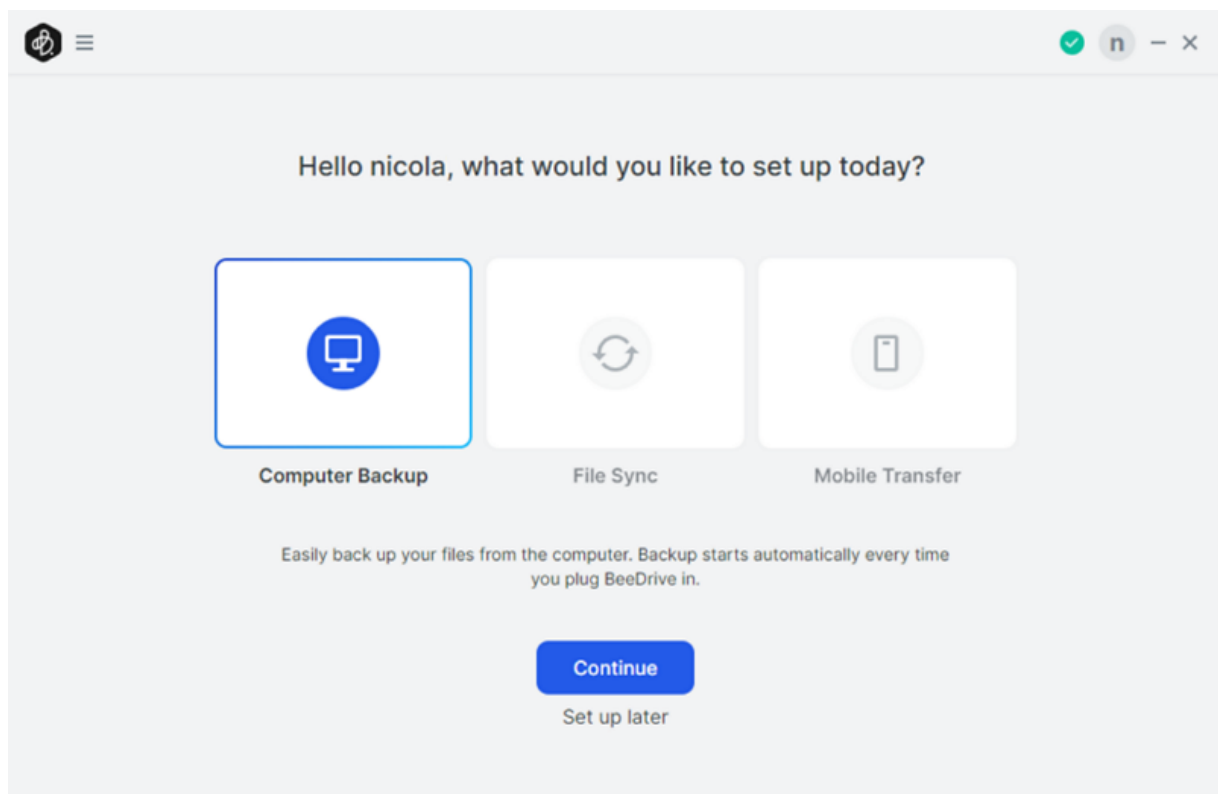 n
Hello nicola, what would you like to set up today?
Computer Backup
File Sync
Mobile Transfer
Easily back up your files from the computer. Backup starts automatically every time
you plug BeeDrive in.
Continue
Set up later